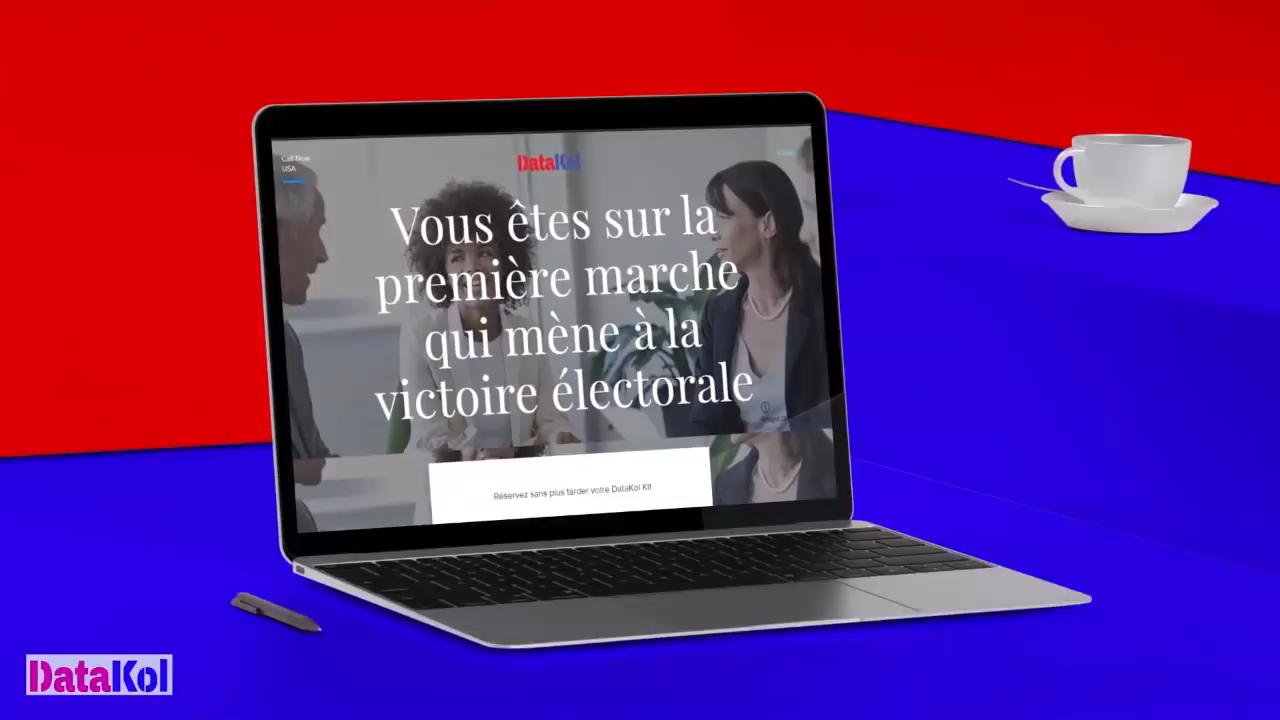 Call Now
USA
DataKol
Vous êtes sur la
première marche
qui mène à la
victoire électorale
Réservez sans plus tarder votre DataKol Kit
DataKol